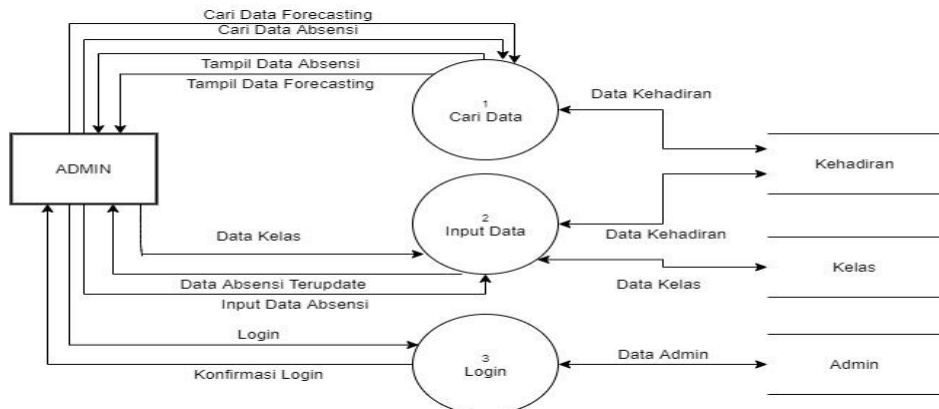 Cari Data Forecasting
Cari Data Absensi
Tampil Data Absensi
Tampil Data Forecasting
1
Cari Data
Data Kehadiran
ADMIN
Kehadiran
2
Input Data
Data Kelas
Data Kehadiran
Kelas
Data Absensi Terupdate
Data Kelas
Input Data Absensi
Login
3
Login
Data Admin
Admin
Konfirmasi Login